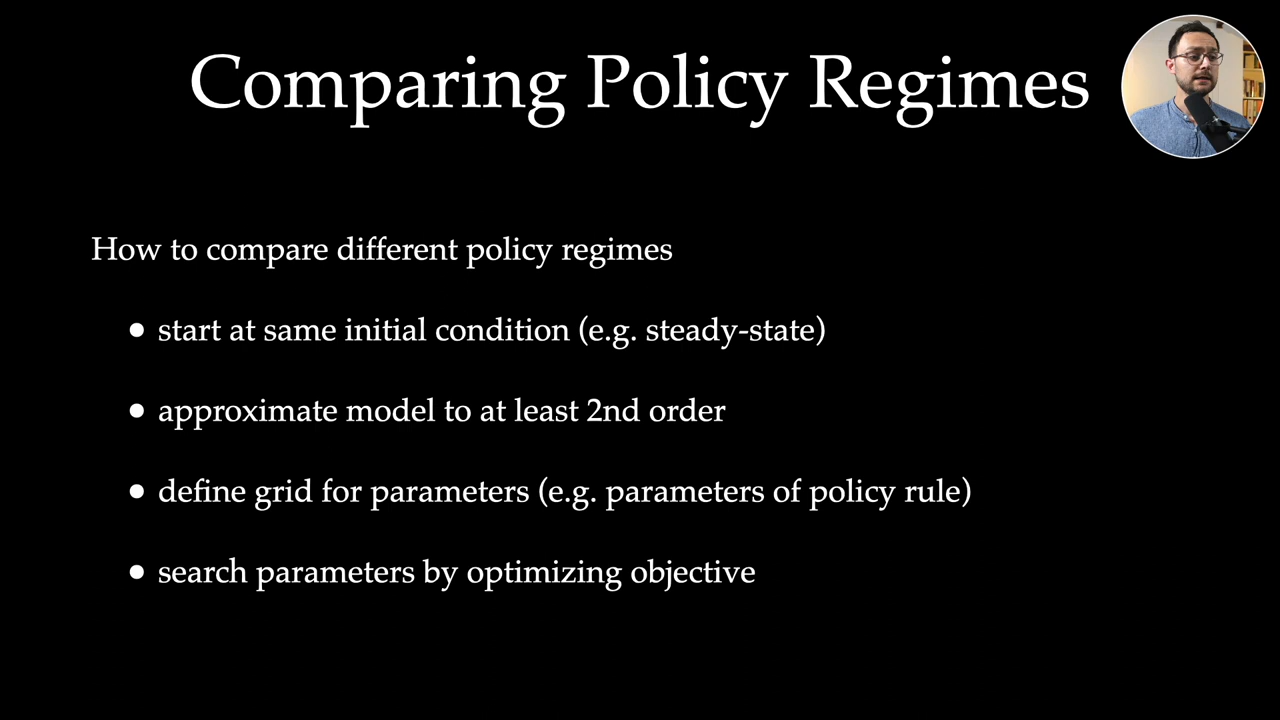 Comparing Policy Regimes
How to compare different policy regimes
● start at same initial condition (e.g. steady-state)
● approximate model to at least 2nd order
● define grid for parameters (e.g. parameters of policy rule)
● search parameters by optimizing objective